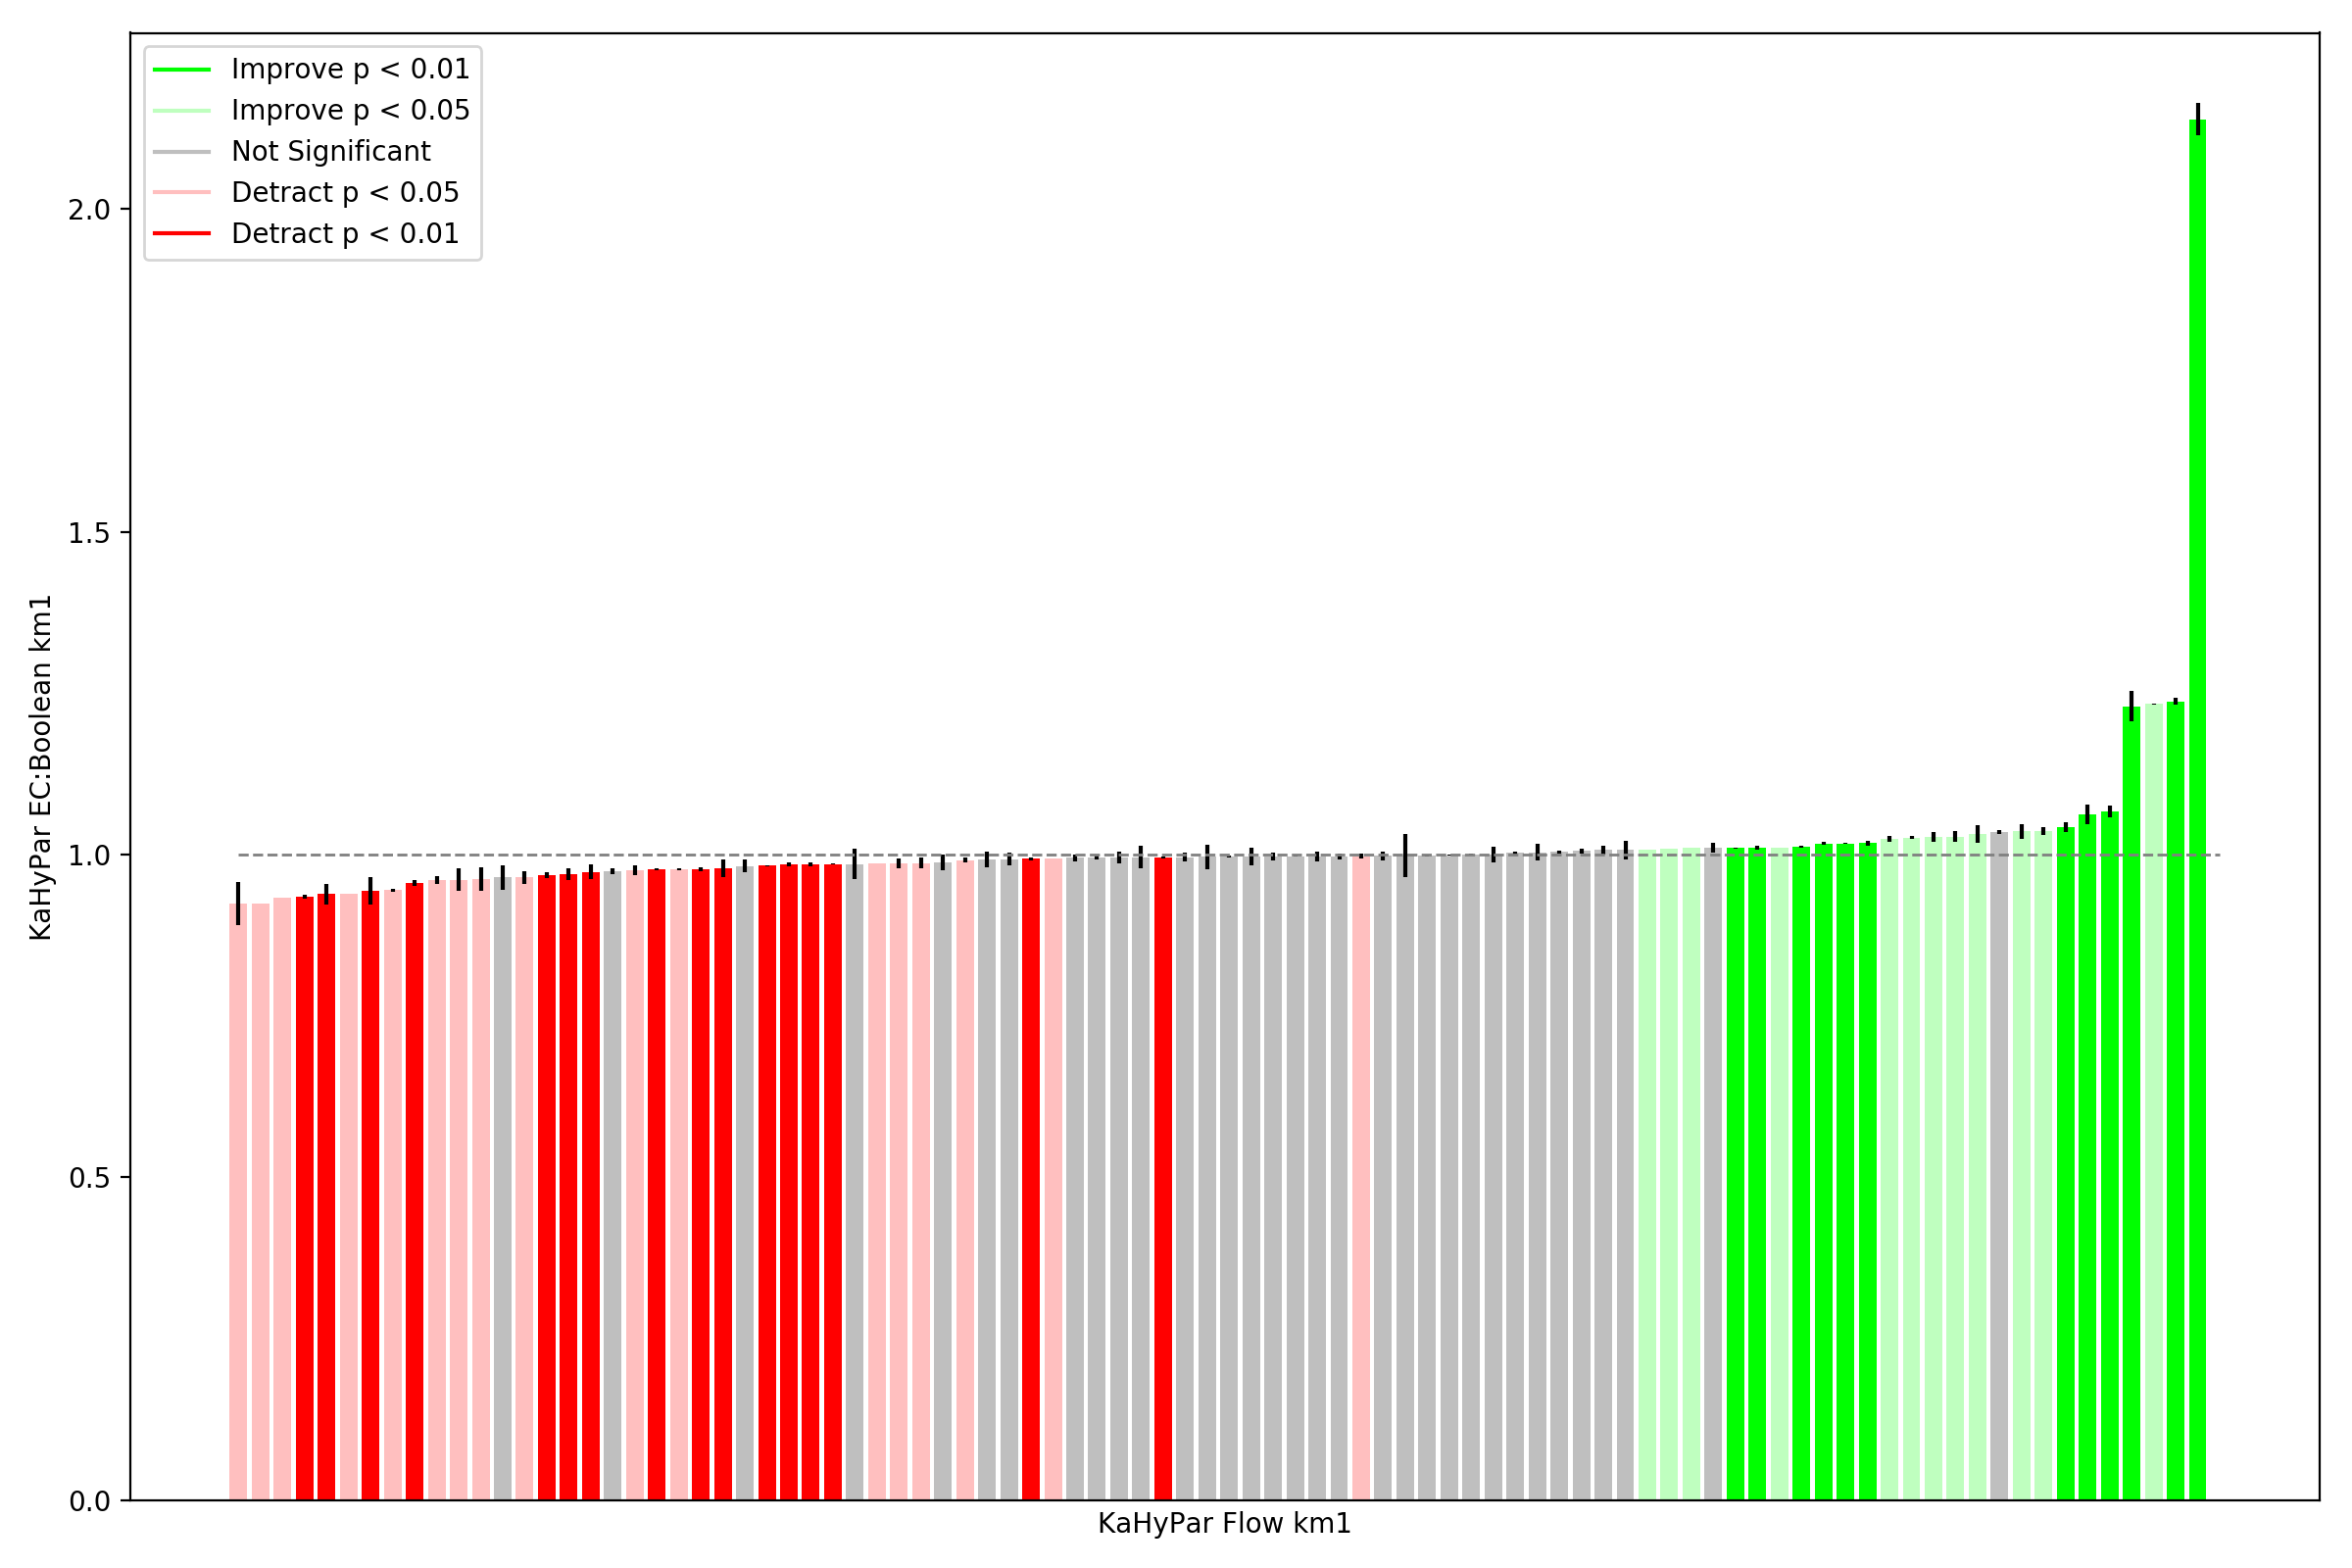 Improve p < 0.01
Improve p < 0.05
Not Significant
Detract p < 0.05
Detract p < 0.01
2.0
1.5
1.0
0.5
0.0
KaHyPar EC:Boolean km1
KaHyPar Flow km1